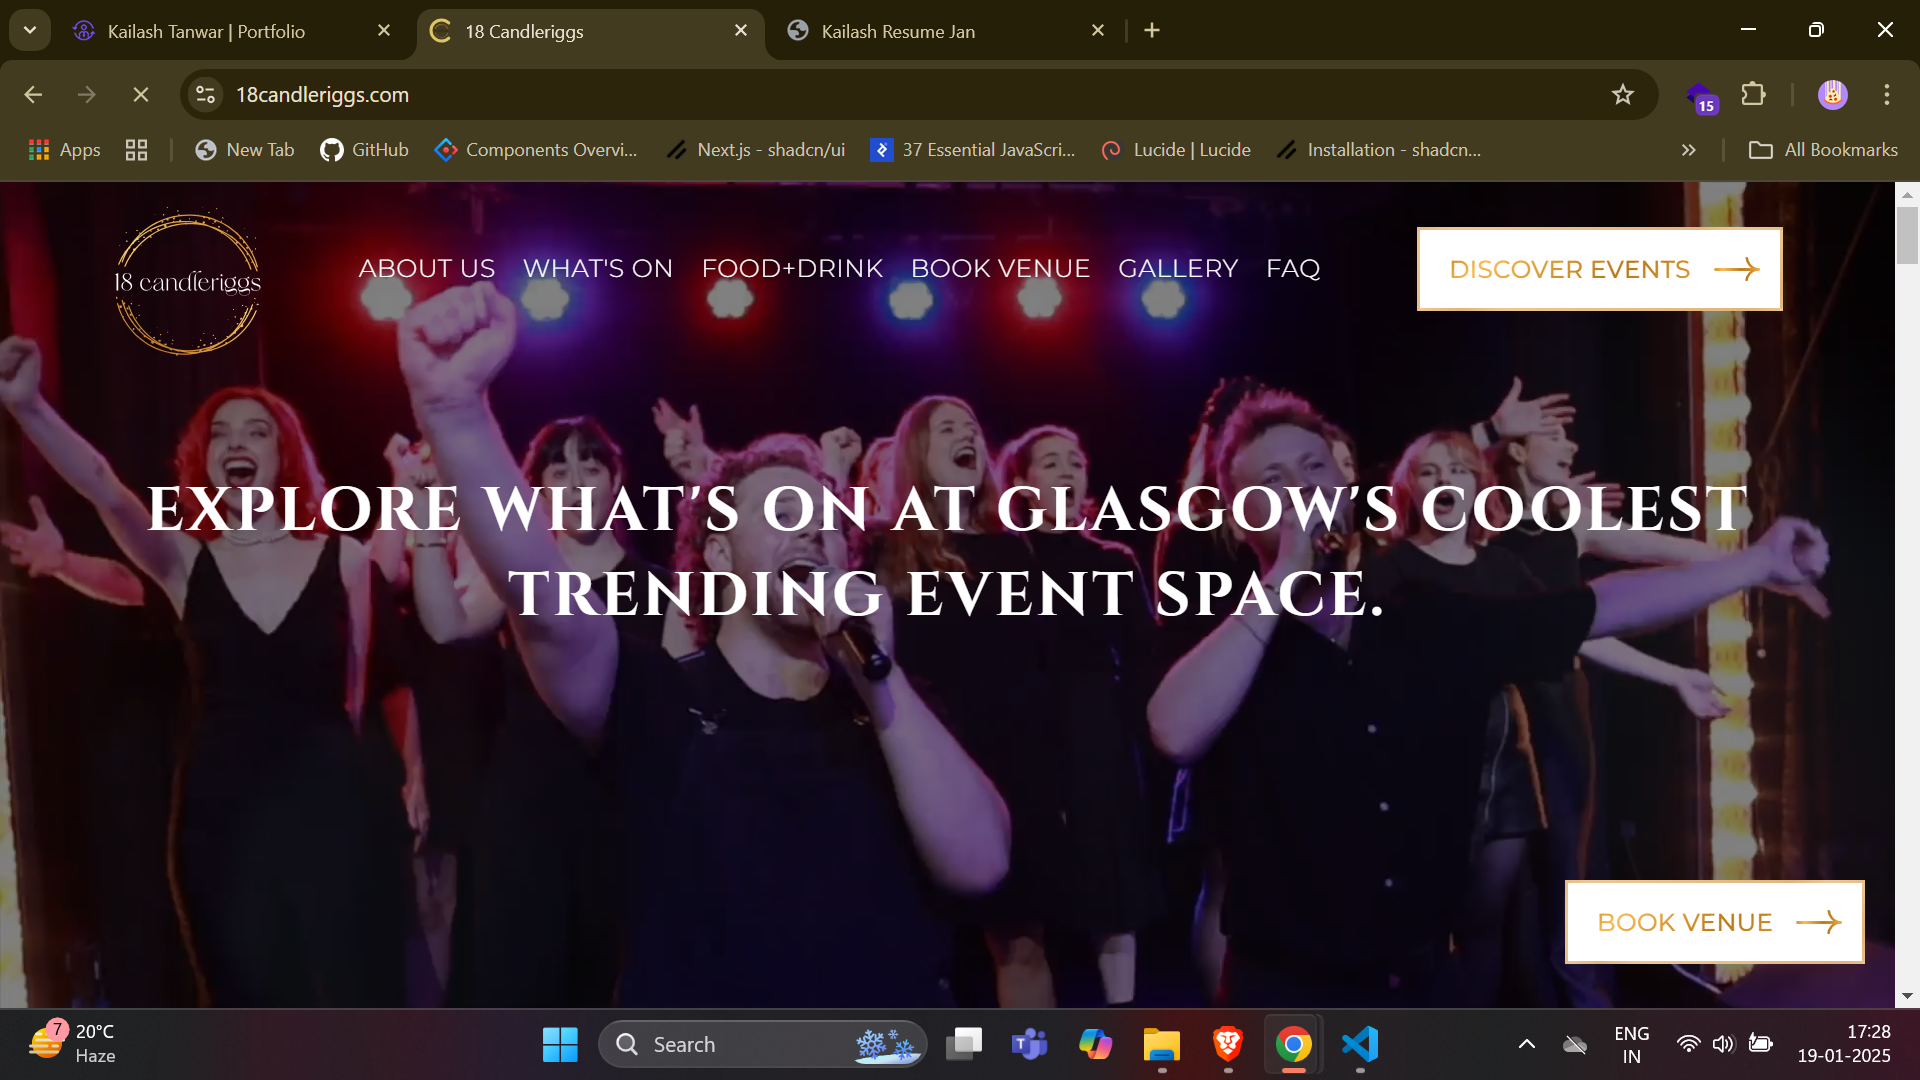 Kailash Tanwar | Portfolio
18 Candleriggs
Kailash Resume Jan
18candleriggs.com
15
Apps
New Tab
GitHub
Components Overvi...
Next.js - shadcn/ui
37 Essential JavaScri...
Lucide | Lucide
Installation - shadcn...
All Bookmarks
18 candleriggs
ABOUT US
WHAT'S ON
FOOD+DRINK
BOOK VENUE
GALLERY
FAQ
DISCOVER EVENTS
EXPLORE WHAT'S ON AT GLASGOW'S COOLEST
TRENDING EVENT SPACE.
BOOK VENUE
7
20°C
Haze
Search
ENG
IN
17:28
19-01-2025